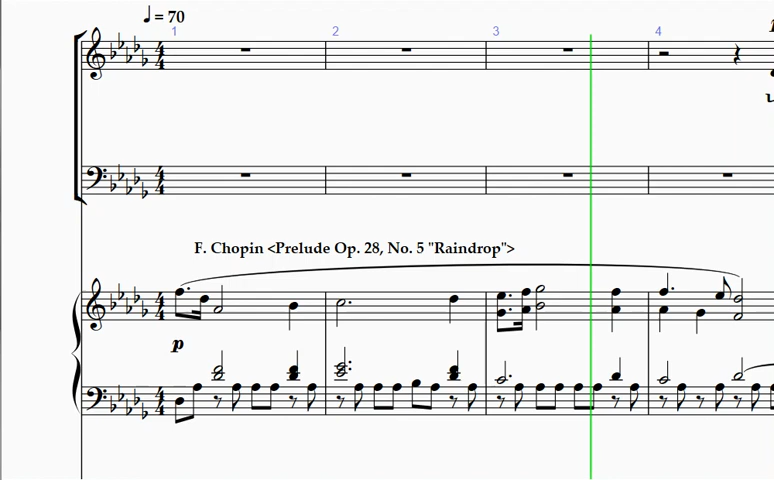 ♩ = 70
1 2 3 4
F. Chopin <Prelude Op. 28, No. 5 "Raindrop">
p